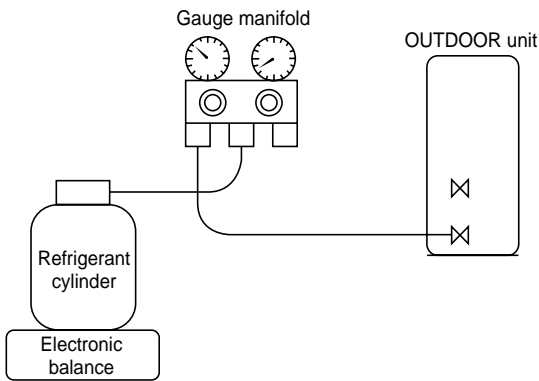 Gauge manifold
OUTDOOR unit
Refrigerant
cylinder
Electronic
balance